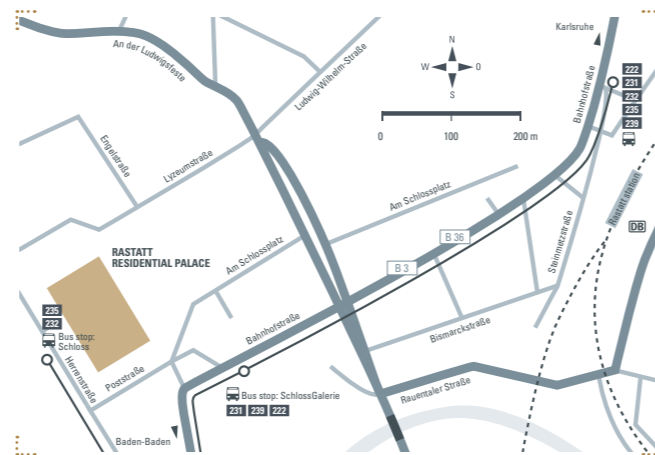 Karlsruhe
An der Ludwigsfeste
Ludwig-Wilhelm-Straße
N
W
O
S
0
100
200 m
Bahnhofstraße
222
231
232
235
239
Engelstraße
Lyzeumstraße
Am Schlossplatz
Rastatt station
DB
RASTATT
RESIDENTIAL PALACE
Am Schlossplatz
B 36
B 3
Steinmetzstraße
235
232
Bus stop:
Schloss
Bahnhofstraße
Bismarckstraße
Herrenstraße
Poststraße
Bus stop: SchlossGalerie
231 239 222
Rauentaler Straße
Baden-Baden